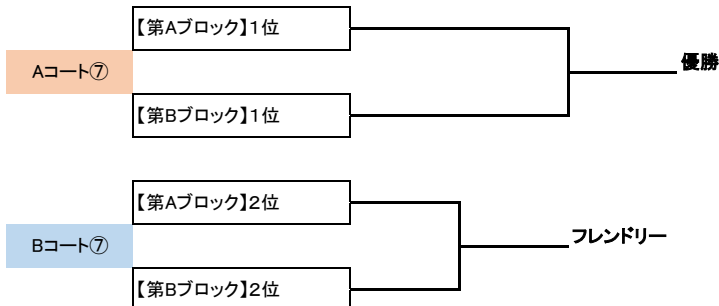 【第Aブロック】1位
Aコート⑦
優勝
【第Bブロック】1位
【第Aブロック】2位
Bコート⑦
フレンドリー
【第Bブロック】2位